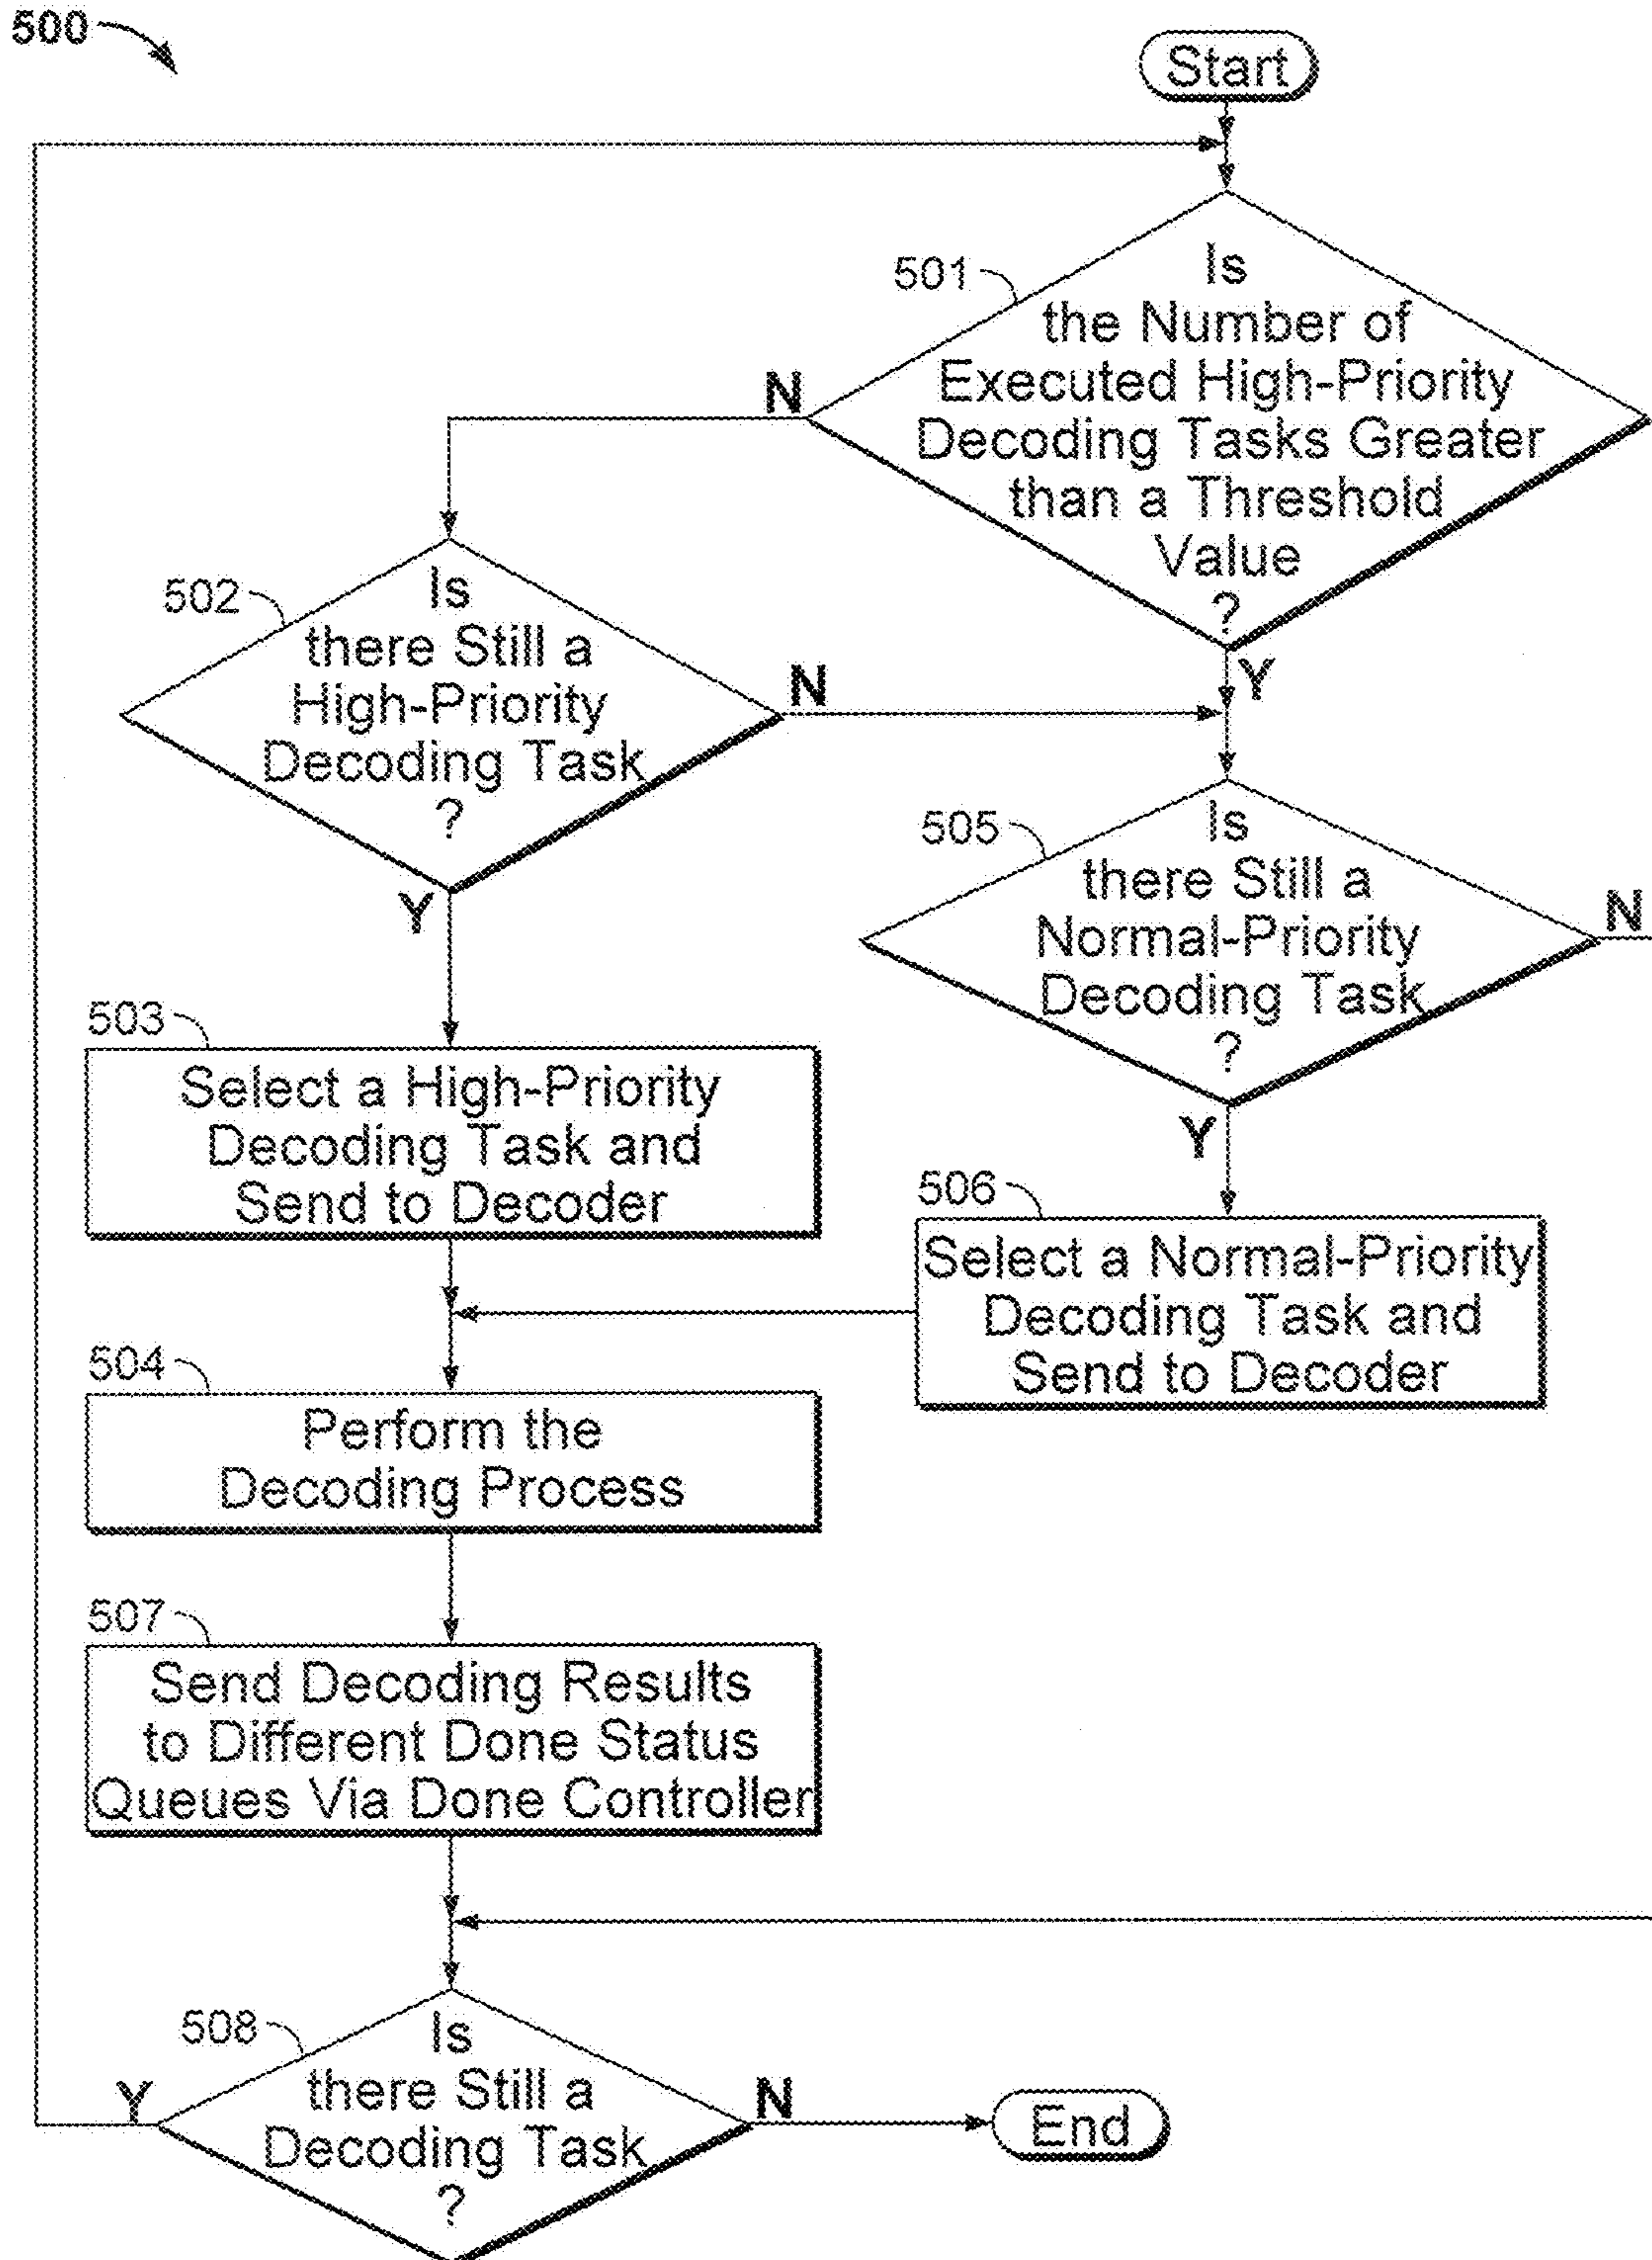 500
Start
501
Is
the Number of
Executed High-Priority
Decoding Tasks Greater
than a Threshold
Value
?
N
Y
502
Is
there Still a
High-Priority
Decoding Task
?
N
Y
505
Is
there Still a
Normal-Priority
Decoding Task
?
N
Y
503
Select a High-Priority
Decoding Task and
Send to Decoder
506
Select a Normal-Priority
Decoding Task and
Send to Decoder
504
Perform the
Decoding Process
507
Send Decoding Results
to Different Done Status
Queues Via Done Controller
508
Is
there Still a
Decoding Task
?
Y
N
End